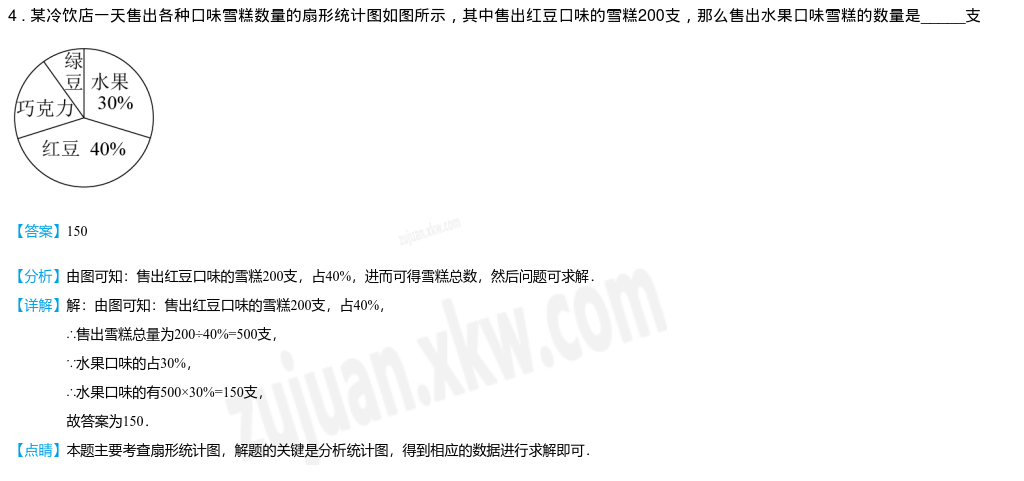 4．某冷饮店一天售出各种口味雪糕数量的扇形统计图如图所示，其中售出红豆口味的雪糕200支，那么售出水果口味雪糕的数量是______支
绿
豆
水果
30%
巧克力
红豆 40%
【答案】150
【分析】由图可知：售出红豆口味的雪糕200支，占40%，进而可得雪糕总数，然后问题可求解．
【详解】解：由图可知：售出红豆口味的雪糕200支，占40%，
∴售出雪糕总量为200÷40%=500支，
∵水果口味的占30%，
∴水果口味的有500×30%=150支，
故答案为150．
【点睛】本题主要考查扇形统计图，解题的关键是分析统计图，得到相应的数据进行求解即可．
zujuan.xkw.com
zujuan.xkw.com